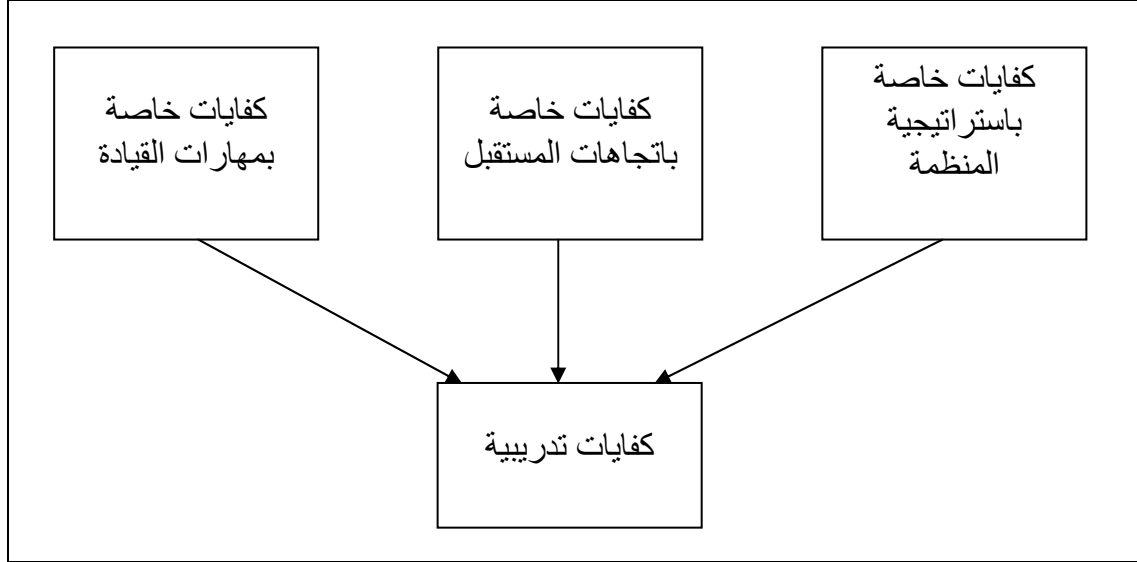 كفايات خاصة
باستراتيجية
المنظمة
كفايات خاصة
باتجاهات المستقبل
كفايات خاصة
بمهارات القيادة
كفايات تدريبية